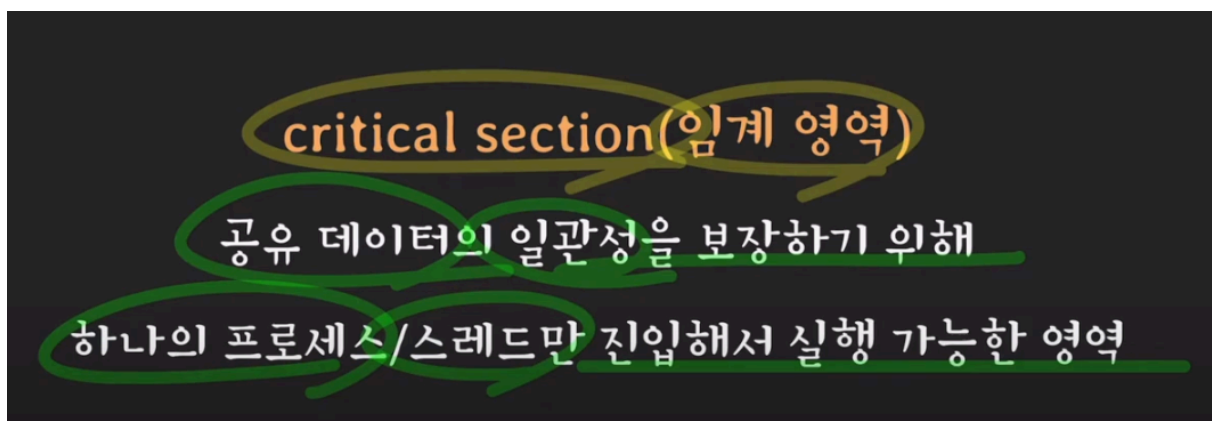 critical section(임계 영역)
공유 데이터의 일관성을 보장하기 위해
하나의 프로세스/스레드만 진입해서 실행 가능한 영역